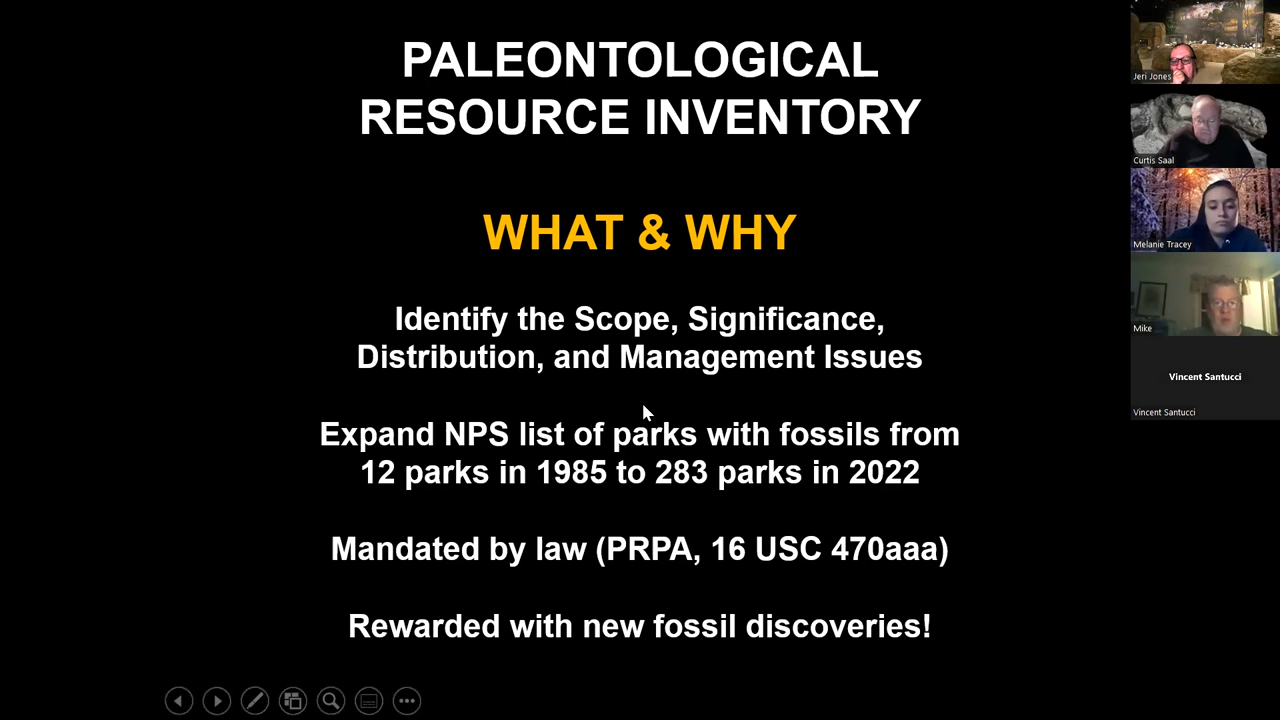 PALEONTOLOGICAL
RESOURCE INVENTORY
WHAT & WHY
Identify the Scope, Significance,
Distribution, and Management Issues
Expand NPS list of parks with fossils from
12 parks in 1985 to 283 parks in 2022
Mandated by law (PRPA, 16 USC 470aaa)
Rewarded with new fossil discoveries!
Jeri Jones
Curtis Saal
Melanie Tracey
Mike
Vincent Santucci
Vincent Santucci